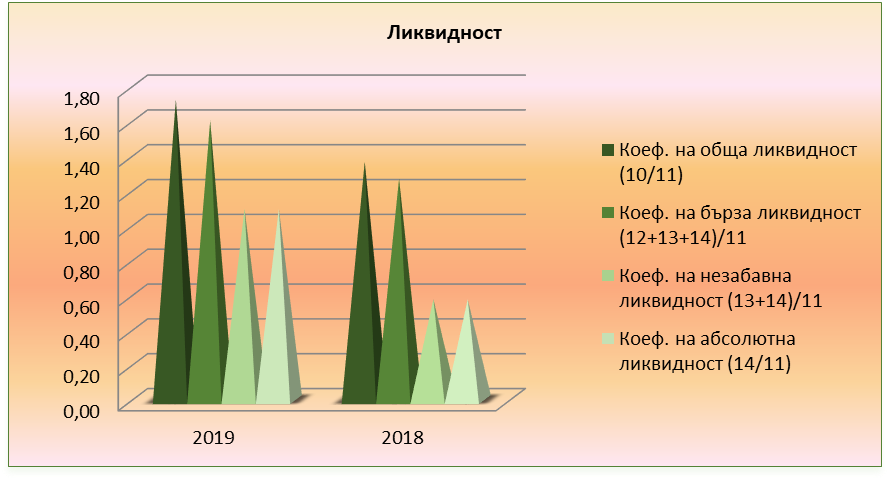 Ликвидност
1,80
1,60
1,40
1,20
1,00
0,80
0,60
0,40
0,20
0,00
2019
2018
Коеф. на обща ликвидност
(10/11)
Коеф. на бърза ликвидност
(12+13+14)/11
Коеф. на незабавна
ликвидност (13+14)/11
Коеф. на абсолютна
ликвидност (14/11)